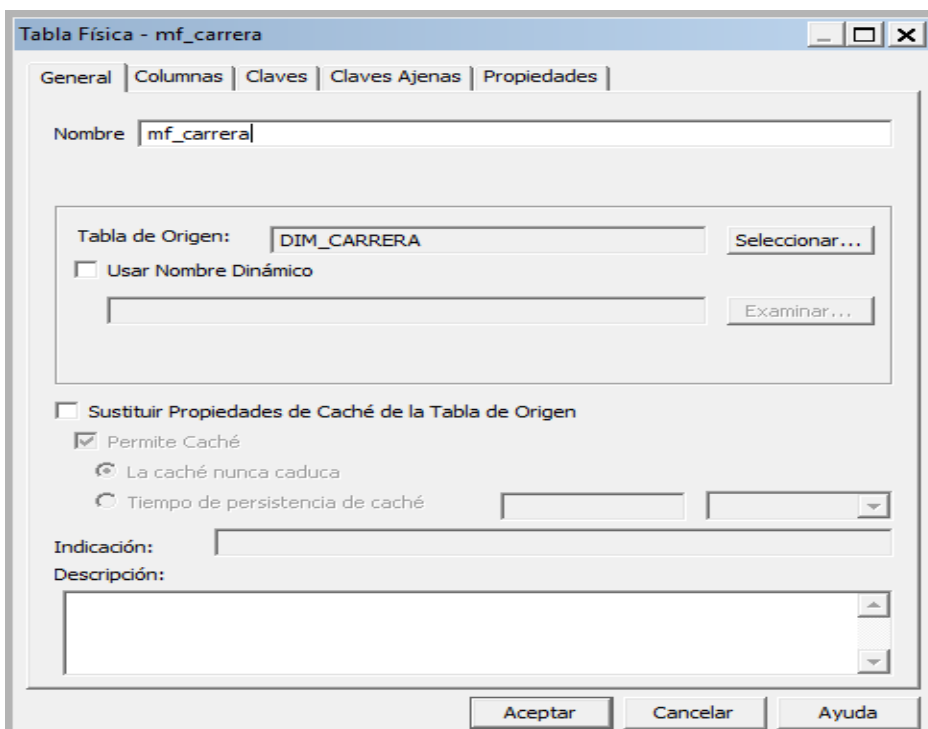 Tabla Física - mf_carrera
General Columnas Claves Claves Ajenas Propiedades
Nombre mf_carrera
Tabla de Origen: DIM_CARRERA Seleccionar...
Usar Nombre Dinámico
Examinar...
Sustituir Propiedades de Caché de la Tabla de Origen
Permite Caché
La caché nunca caduca
Tiempo de persistencia de caché
Indicación:
Descripción:
Aceptar Cancelar Ayuda